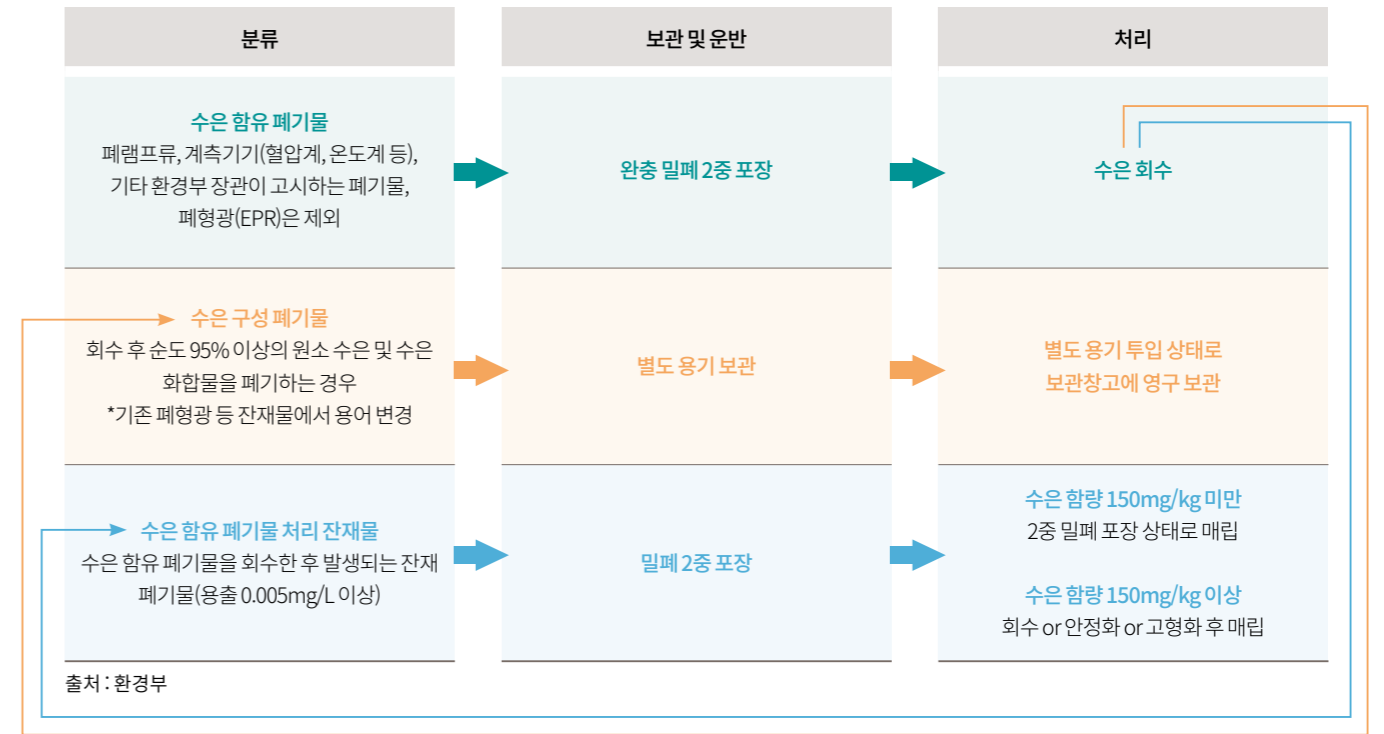 분류
보관 및 운반
처리
수은 함유 폐기물
폐램프류, 계측기기(혈압계, 온도계 등),
기타 환경부 장관이 고시하는 폐기물,
폐형광(EPR)은 제외
완충 밀폐 2중 포장
수은 회수
수은 구성 폐기물
회수 후 순도 95% 이상의 원소 수은 및 수은
화합물을 폐기하는 경우
*기존 폐형광 등 잔재물에서 용어 변경
별도 용기 보관
별도 용기 투입 상태로
보관창고에 영구 보관
수은 함유 폐기물 처리 잔재물
수은 함유 폐기물을 회수한 후 발생되는 잔재
폐기물(용출 0.005mg/L 이상)
밀폐 2중 포장
수은 함량 150mg/kg 미만
2중 밀폐 포장 상태로 매립
수은 함량 150mg/kg 이상
회수 or 안정화 or 고형화 후 매립
출처 : 환경부